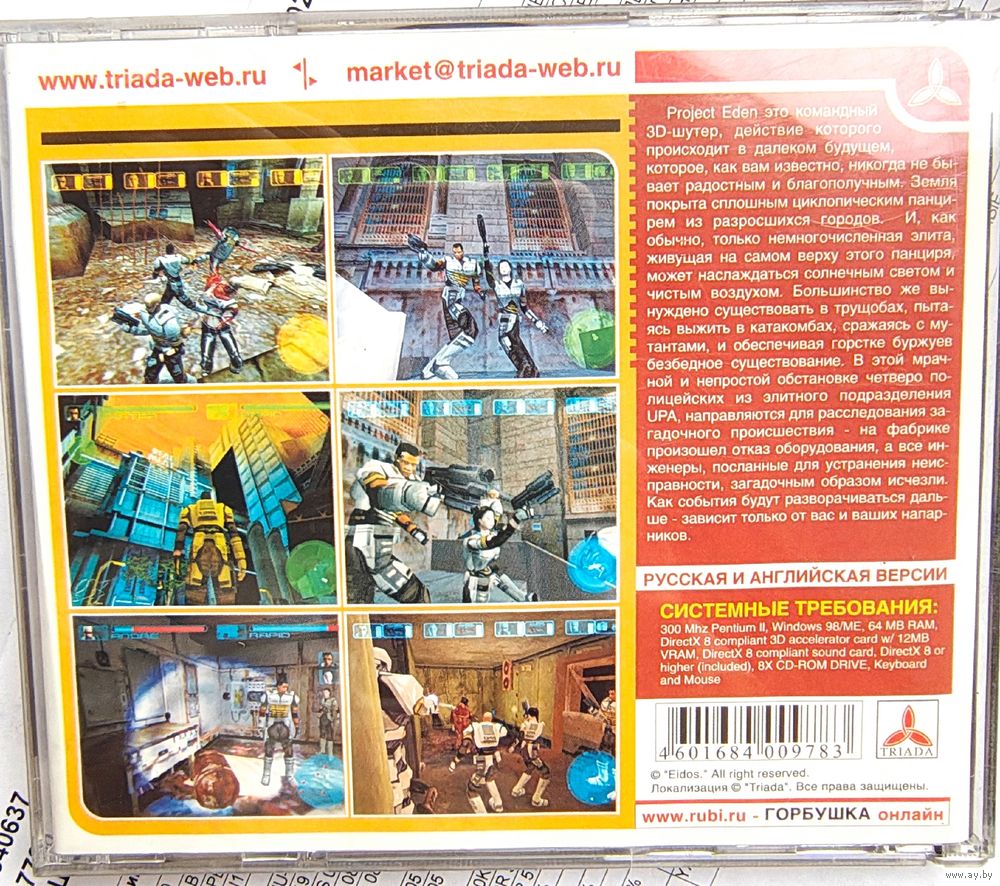 www.triada-web.ru
market@triada-web.ru
Project Eden это командный
3D-шутер, действие которого
происходит в далеком будущем,
которое, как вам известно, никогда не бы-
вает радостным и благополучным. Земля
покрыта сплошным циклопическим панци-
рем из разросшихся городов. И, как
обычно, только немногочисленная элита,
живущая на самом верху этого панциря,
может наслаждаться солнечным светом и
чистым воздухом. Большинство же вы-
нуждено существовать в трущобах, пыта-
ясь выжить в катакомбах, сражаясь с му-
тантами, и обеспечивая горстке буржуев
безбедное существование. В этой мрач-
ной и непростой обстановке четверо по-
лицейских из элитного подразделения
UPA, направляются для расследования за-
гадочного происшествия - на фабрике
произошел отказ оборудования, а все ин-
женеры, посланные для устранения неис-
правности, загадочным образом исчезли.
Как события будут разворачиваться даль-
ше - зависит только от вас и ваших напар-
ников.
РУССКАЯ И АНГЛИЙСКАЯ ВЕРСИИ
СИСТЕМНЫЕ ТРЕБОВАНИЯ:
300 Mhz Pentium II, Windows 98/ME, 64 MB RAM,
DirectX 8 compliant 3D accelerator card w/ 12MB
VRAM, DirectX 8 compliant sound card, DirectX 8 or
higher (included), 8X CD-ROM DRIVE, Keyboard
and Mouse
4601684 009783
TRIADA
© "Eidos." All right reserved.
Локализация © "Triada". Все права защищены.
www.rubi.ru - ГОРБУШКА онлайн
ANDRE
RAPID
40637
www.ay.by